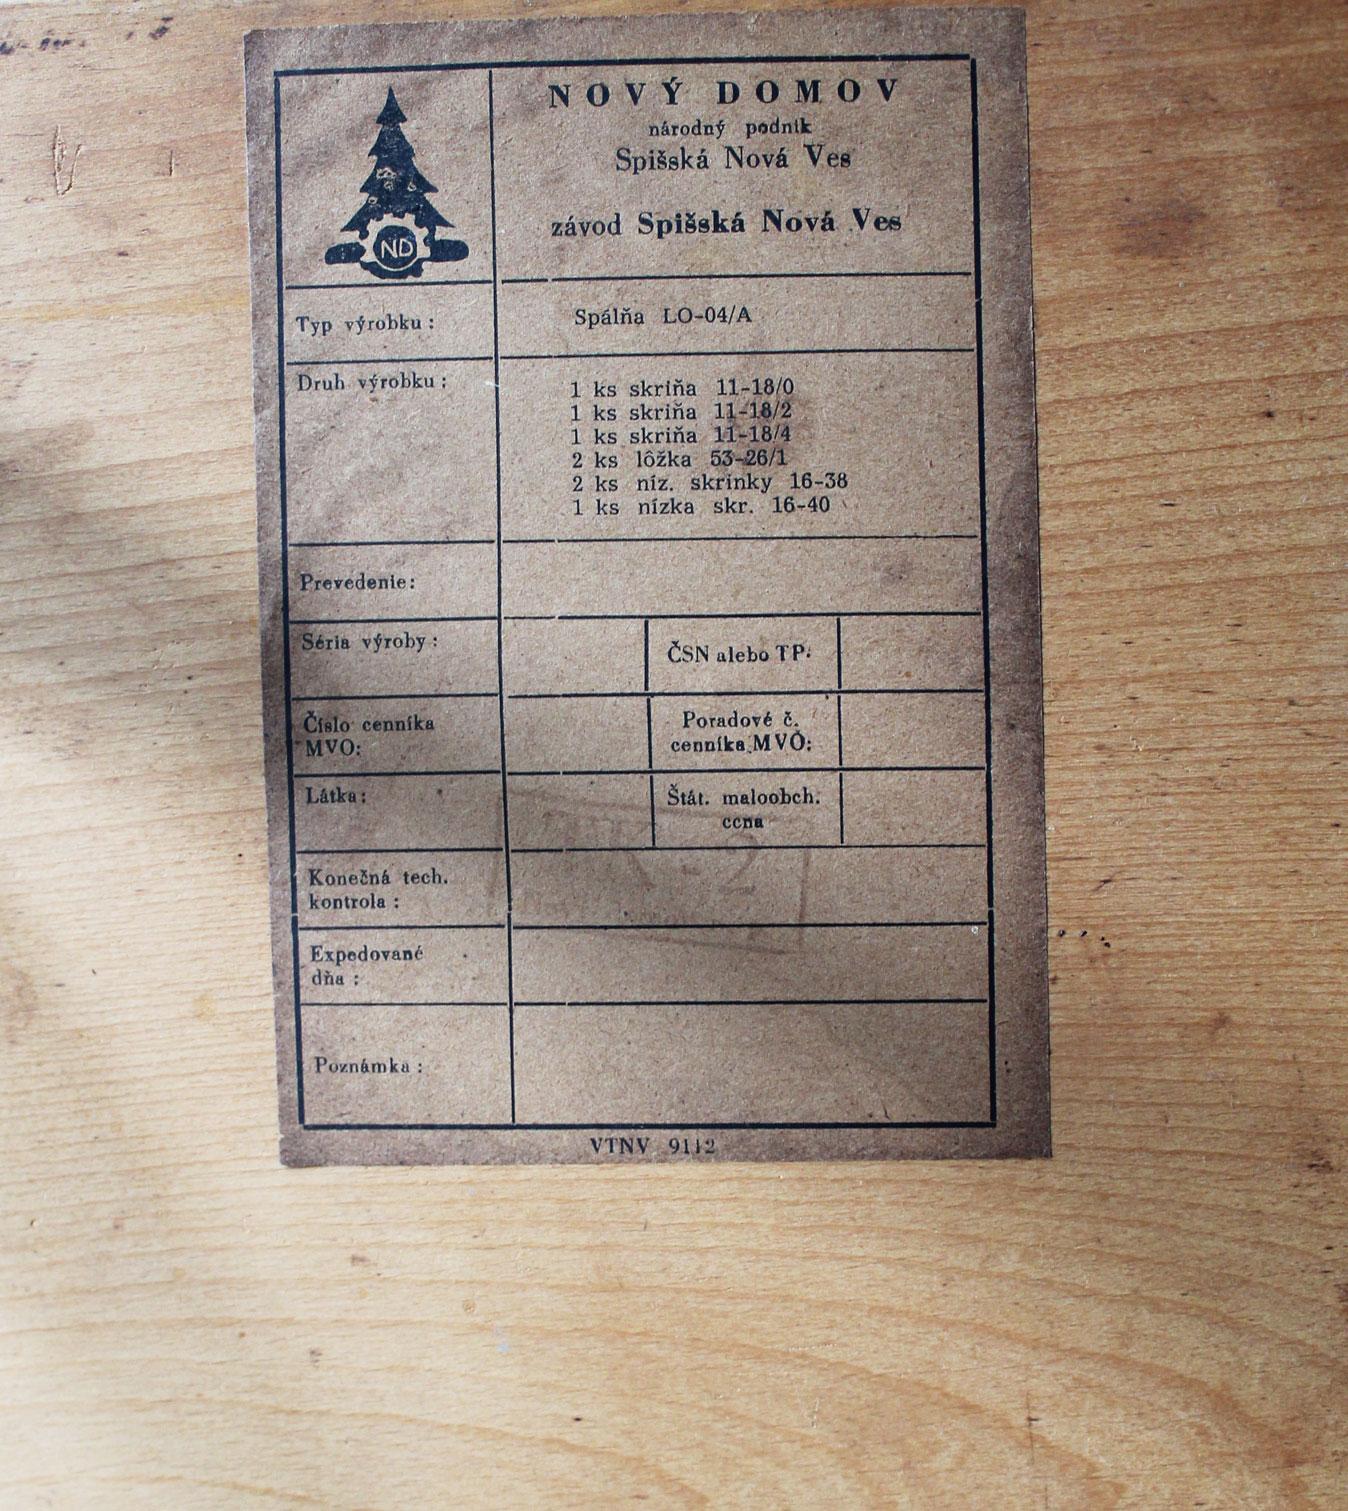 NOVÝ DOMOV
národný podnik
Spišská Nová Ves
závod Spišská Nová Ves
ND
Typ výrobku: Spálňa LO-04/A
Druh výrobku: 1 ks skriňa 11-18/0
1 ks skriňa 11-18/2
1 ks skriňa 11-18/4
2 ks lôžka 53-26/1
2 ks níz. skrinky 16-38
1 ks nízka skr. 16-40
Prevedenie:
Séria výroby: ČSN alebo TP:
Číslo cenníka Poradové č.
MVO: cenníka MVO:
Látka: Štát. maloobch.
cena
Konečná tech.
kontrola:
Expedované
dňa:
Poznámka:
VTNV 9112